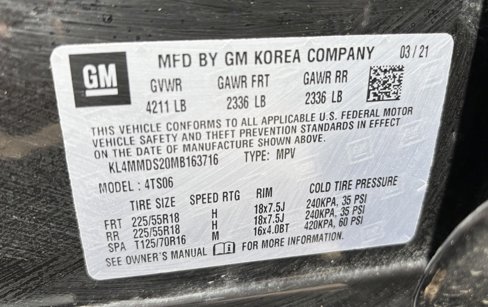 GM MFD BY GM KOREA COMPANY 03/21
GVWR GAWR FRT GAWR RR
4211 LB 2336 LB 2336 LB
THIS VEHICLE CONFORMS TO ALL APPLICABLE U.S. FEDERAL MOTOR
VEHICLE SAFETY AND THEFT PREVENTION STANDARDS IN EFFECT
ON THE DATE OF MANUFACTURE SHOWN ABOVE.
KL4MMDS20MB163716 TYPE: MPV
MODEL: 4TS06
TIRE SIZE SPEED RTG RIM COLD TIRE PRESSURE
FRT 225/55R18 H 18x7.5J 240KPA, 35 PSI
RR 225/55R18 H 18x7.5J 240KPA, 35 PSI
SPA T125/70R16 M 16x4.0BT 420KPA, 60 PSI
SEE OWNER'S MANUAL FOR MORE INFORMATION.